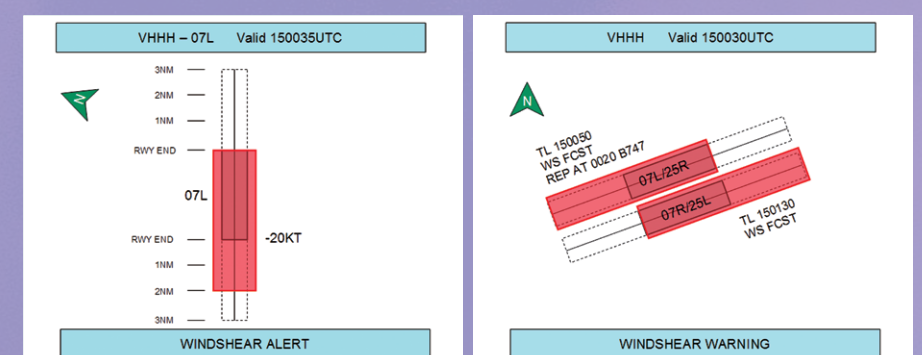 VHHH – 07L Valid 150035UTC
N
3NM
2NM
1NM
RWY END
07L
RWY END
-20KT
1NM
2NM
3NM
WINDSHEAR ALERT
VHHH Valid 150030UTC
N
TL 150050
WS FCST
REP AT 0020 B747
07L/25R
07R/25L
TL 150130
WS FCST
WINDSHEAR WARNING